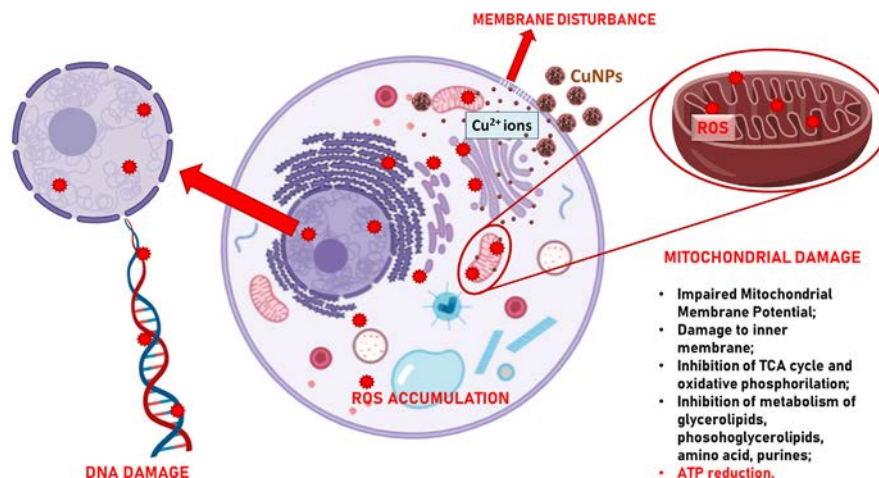 MEMBRANE DISTURBANCE
CuNPs
Cu²⁺ ions
ROS
MITOCHONDRIAL DAMAGE
• Impaired Mitochondrial
Membrane Potential;
• Damage to inner
membrane;
• Inhibition of TCA cycle and
oxidative phosphorilation;
• Inhibition of metabolism of
glycerolipids,
phosohoglycerolipids,
amino acid, purines;
• ATP reduction.
ROS ACCUMULATION
DNA DAMAGE